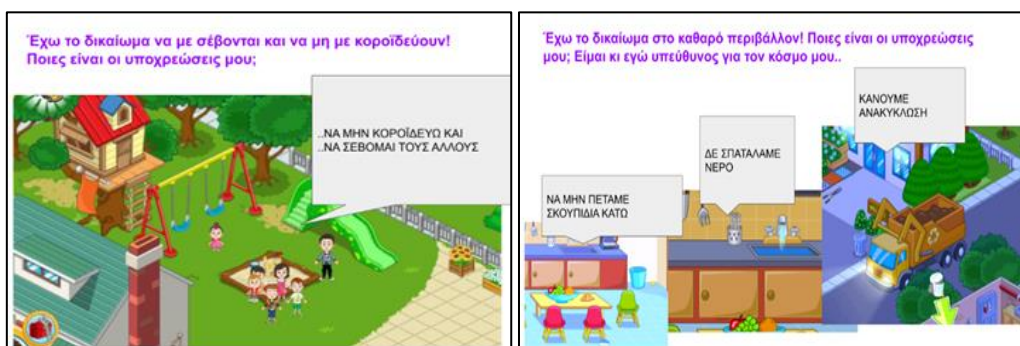 Έχω το δικαίωμα να με σέβονται και να μη με κοροϊδεύουν!
Ποιες είναι οι υποχρεώσεις μου;
..ΝΑ ΜΗΝ ΚΟΡΟΪΔΕΥΩ ΚΑΙ
..ΝΑ ΣΕΒΟΜΑΙ ΤΟΥΣ ΑΛΛΟΥΣ
Έχω το δικαίωμα στο καθαρό περιβάλλον! Ποιες είναι οι υποχρεώσεις
μου; Είμαι κι εγώ υπεύθυνος για τον κόσμο μου..
ΝΑ ΜΗΝ ΠΕΤΑΜΕ
ΣΚΟΥΠΙΔΙΑ ΚΑΤΩ
ΔΕ ΣΠΑΤΑΛΑΜΕ
ΝΕΡΟ
ΚΑΝΟΥΜΕ
ΑΝΑΚΥΚΛΩΣΗ